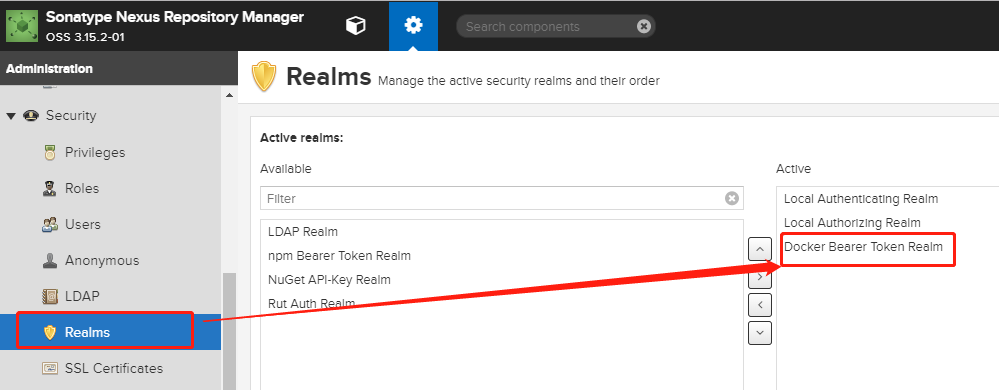 Sonatype Nexus Repository Manager
OSS 3.15.2-01
Search components
Administration
Security
Privileges
Roles
Users
Anonymous
LDAP
Realms
SSL Certificates
Realms Manage the active security realms and their order
Active realms:
Available
Filter
LDAP Realm
npm Bearer Token Realm
NuGet API-Key Realm
Rut Auth Realm
Active
Local Authenticating Realm
Local Authorizing Realm
Docker Bearer Token Realm